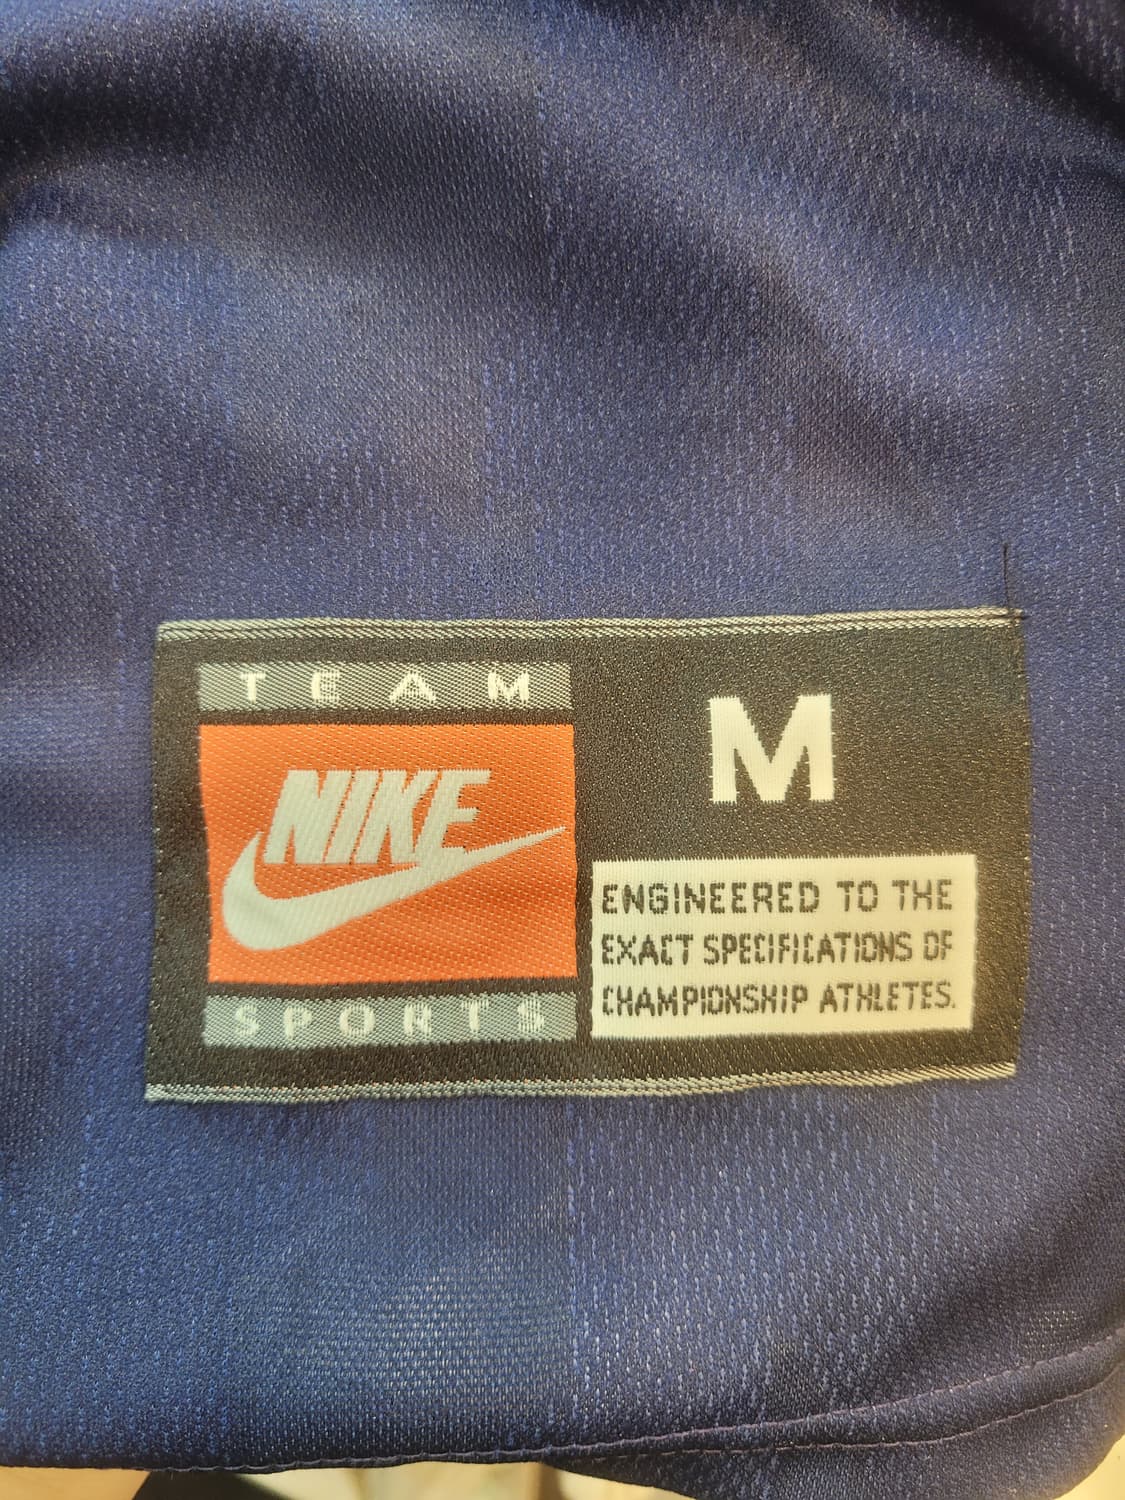 TEAM
NIKE
SPORTS
M
ENGINEERED TO THE
EXACT SPECIFICATIONS OF
CHAMPIONSHIP ATHLETES.